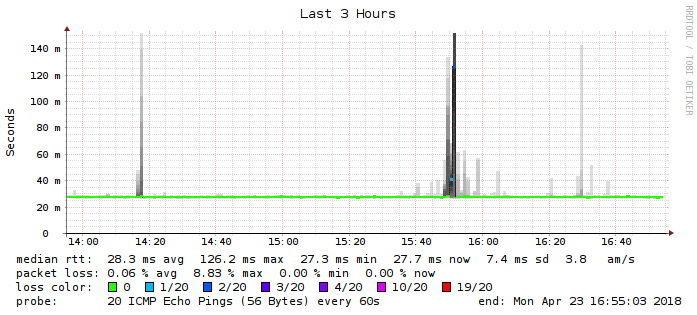 Last 3 Hours
RRDTOOL / TOBI OETIKER
Seconds
140 m
120 m
100 m
80 m
60 m
40 m
20 m
0
14:00 14:20 14:40 15:00 15:20 15:40 16:00 16:20 16:40
median rtt: 28.3 ms avg 126.2 ms max 27.3 ms min 27.7 ms now 7.4 ms sd 3.8 am/s
packet loss: 0.06 % avg 8.83 % max 0.00 % min 0.00 % now
loss color: 0 1/20 2/20 3/20 4/20 10/20 19/20
probe: 20 ICMP Echo Pings (56 Bytes) every 60s end: Mon Apr 23 16:55:03 2018